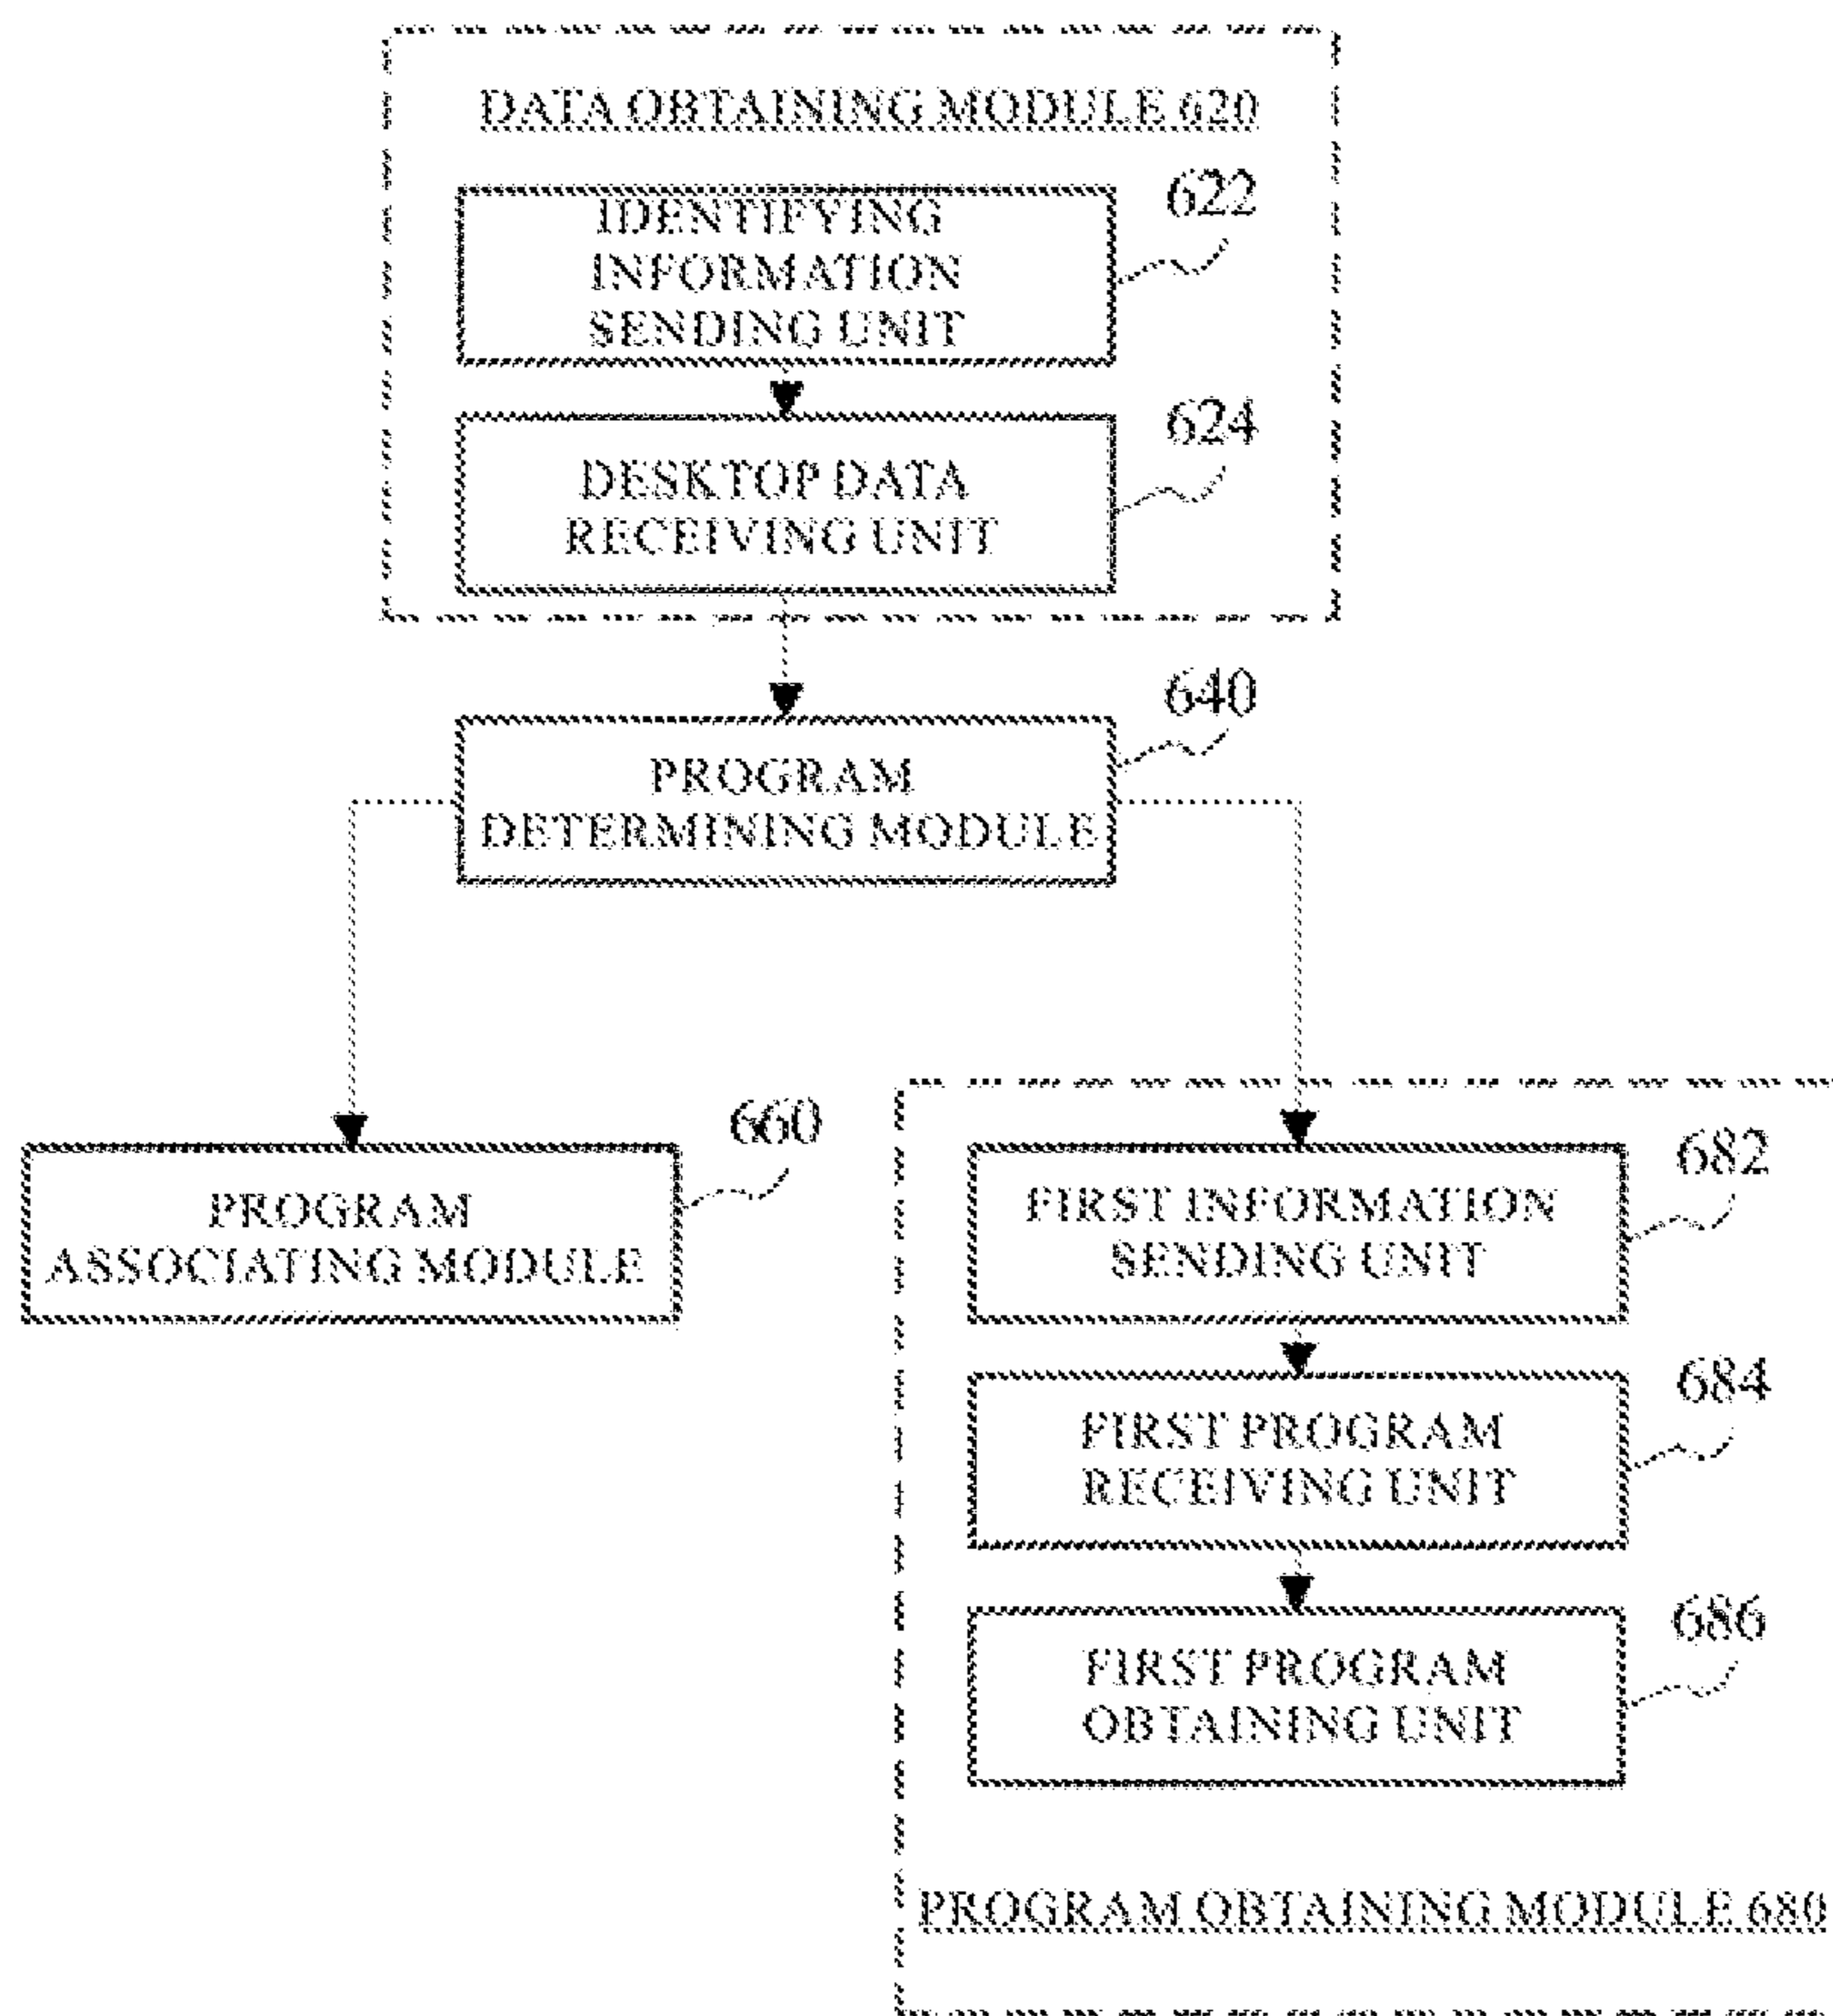 DATA OBTAINING MODULE 620
622
IDENTIFYING
INFORMATION
SENDING UNIT
624
DESKTOP DATA
RECEIVING UNIT
640
PROGRAM
DETERMINING MODULE
660
PROGRAM
ASSOCIATING MODULE
682
FIRST INFORMATION
SENDING UNIT
684
FIRST PROGRAM
RECEIVING UNIT
686
FIRST PROGRAM
OBTAINING UNIT
PROGRAM OBTAINING MODULE 680